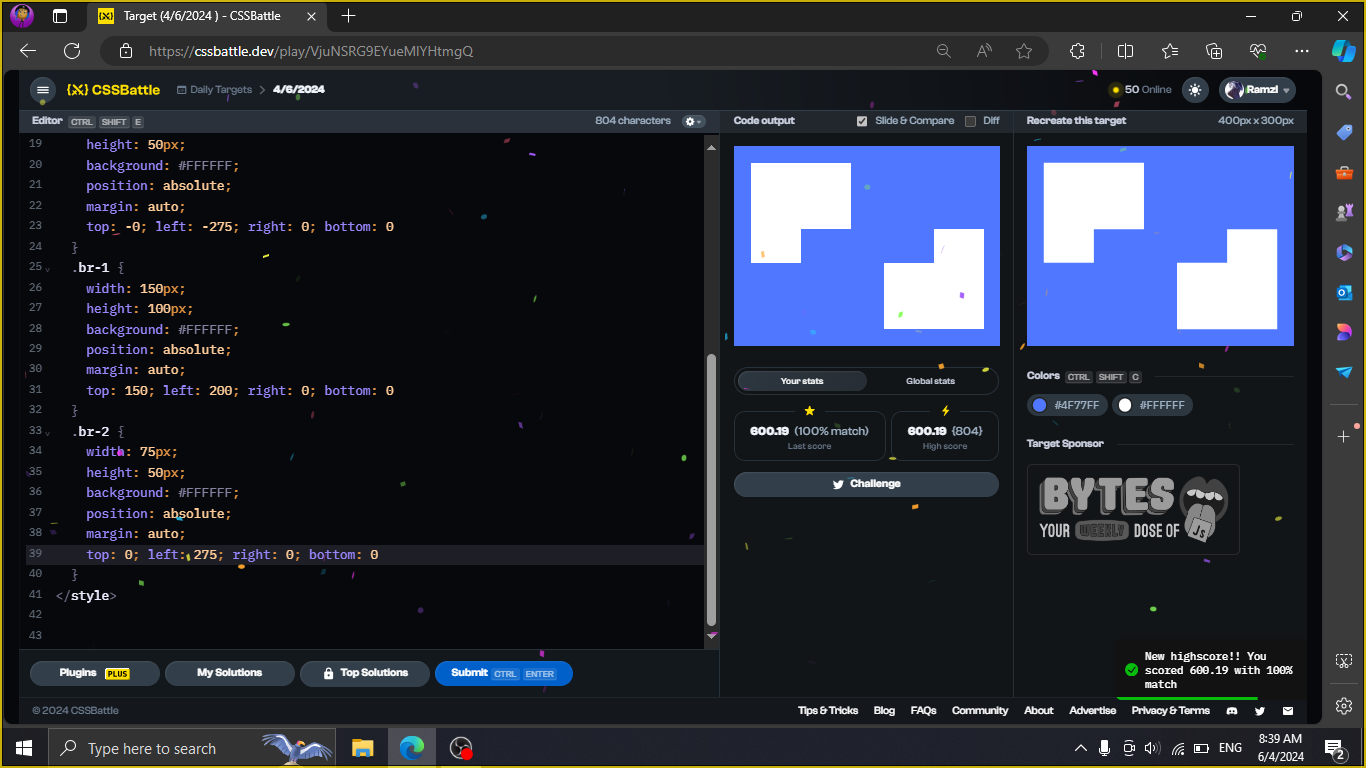 Target (4/6/2024 ) - CSSBattle
https://cssbattle.dev/play/VjuNSRG9EYueMIYHtmgQ
{X} CSSBattle
Daily Targets > 4/6/2024
50 Online
Ramzi
Editor CTRL SHIFT E
804 characters
Code output
Slide & Compare
Diff
Recreate this target
400px x 300px
19 height: 50px;
20 background: #FFFFFF;
21 position: absolute;
22 margin: auto;
23 top: -0; left: -275; right: 0; bottom: 0
24 }
25 .br-1 {
26 width: 150px;
27 height: 100px;
28 background: #FFFFFF;
29 position: absolute;
30 margin: auto;
31 top: 150; left: 200; right: 0; bottom: 0
32 }
33 .br-2 {
34 width: 75px;
35 height: 50px;
36 background: #FFFFFF;
37 position: absolute;
38 margin: auto;
39 top: 0; left: 275; right: 0; bottom: 0
40 }
41 </style>
42
43
Your stats
Global stats
600.19 (100% match)
Last score
600.19 {804}
High score
Challenge
Colors CTRL SHIFT C
#4F77FF
#FFFFFF
Target Sponsor
BYTES
YOUR WEEKLY DOSE OF JS
New highscore!! You
scored 600.19 with 100%
match
Plugins PLUS
My Solutions
Top Solutions
Submit CTRL ENTER
© 2024 CSSBattle
Tips & Tricks
Blog
FAQs
Community
About
Advertise
Privacy & Terms
Type here to search
ENG
8:39 AM
6/4/2024
2